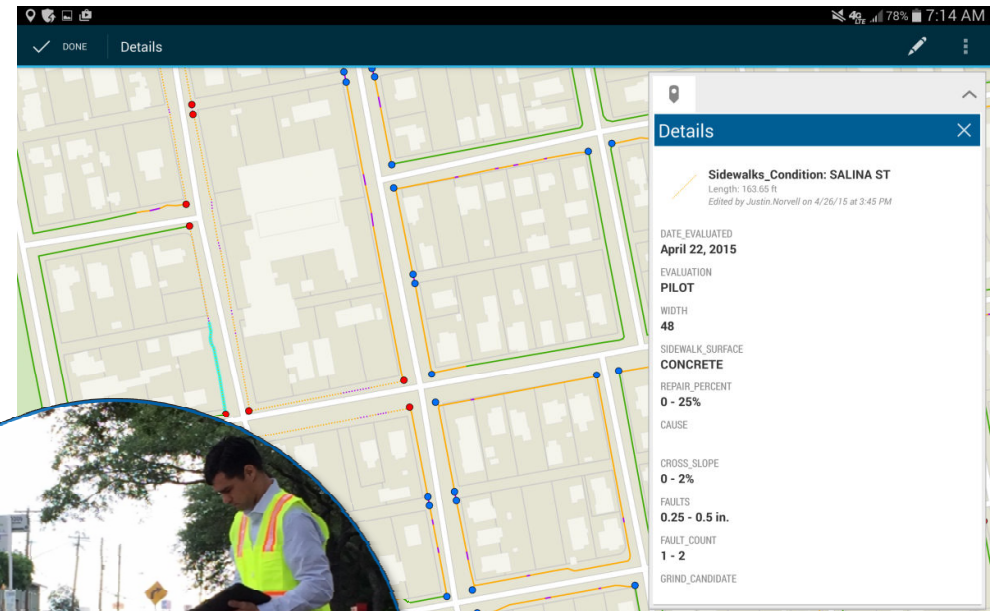 4G LTE 78% 7:14 AM
DONE Details
Details
Sidewalks_Condition: SALINA ST
Length: 163.65 ft
Edited by Justin.Norvell on 4/26/15 at 3:45 PM
DATE_EVALUATED
April 22, 2015
EVALUATION
PILOT
WIDTH
48
SIDEWALK_SURFACE
CONCRETE
REPAIR_PERCENT
0 - 25%
CAUSE
CROSS_SLOPE
0 - 2%
FAULTS
0.25 - 0.5 in.
FAULT_COUNT
1 - 2
GRIND_CANDIDATE